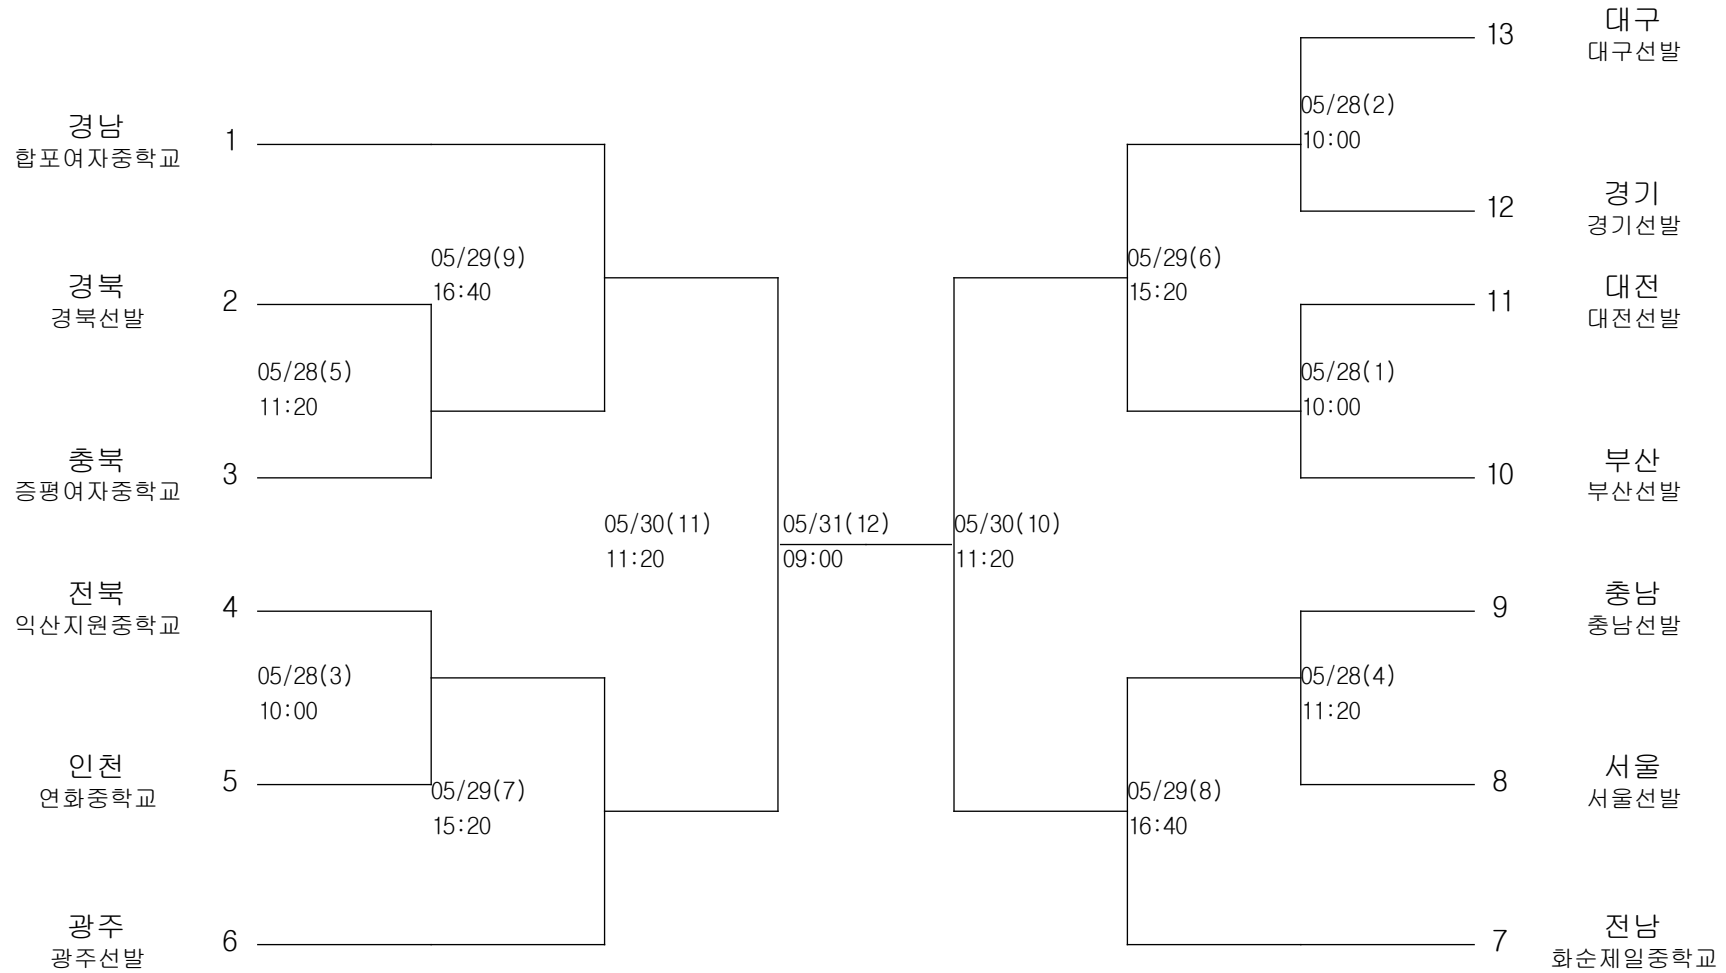 경남
합포여자중학교
1
05/29(9)
16:40
경북
경북선발
2
05/28(5)
11:20
충북
증평여자중학교
3
05/30(11)
11:20
전북
익산지원중학교
4
05/28(3)
10:00
인천
연화중학교
5
05/29(7)
15:20
광주
광주선발
6
05/31(12)
09:00
13
대구
대구선발
05/28(2)
10:00
12
경기
경기선발
05/29(6)
15:20
11
대전
대전선발
05/28(1)
10:00
10
부산
부산선발
05/30(10)
11:20
9
충남
충남선발
05/28(4)
11:20
8
서울
서울선발
05/29(8)
16:40
7
전남
화순제일중학교